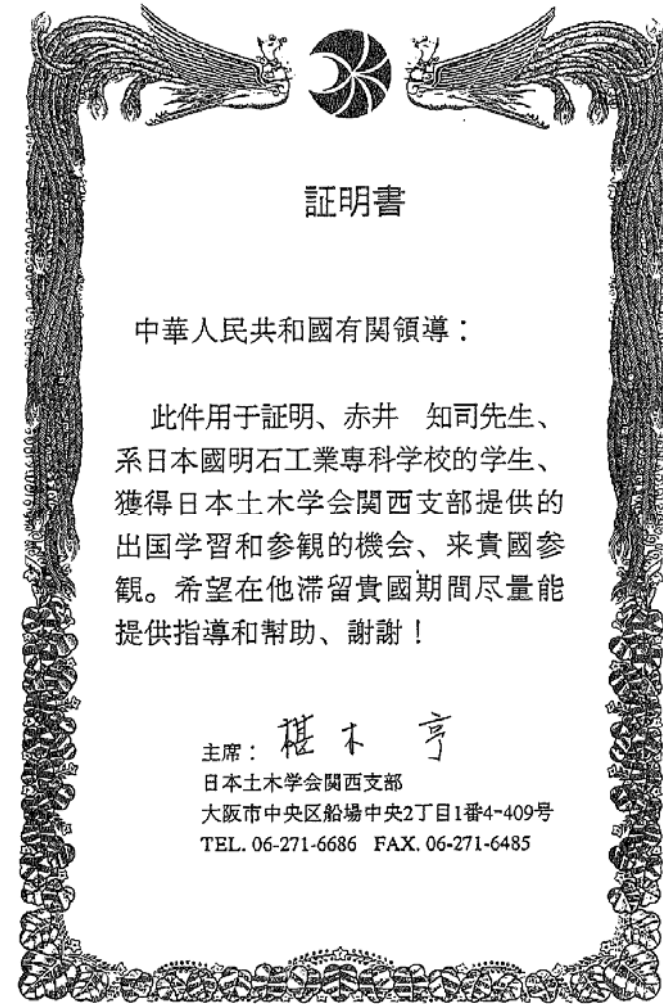 証明書
中華人民共和國有関領導：
此件用于証明、赤井　知司先生、
系日本國明石工業専科学校的学生、
獲得日本土木学会関西支部提供的
出国学習和参観的機会、来貴國参
観。希望在他滞留貴國期間尽量能
提供指導和幇助、謝謝！
主席：椹木　亨
日本土木学会関西支部
大阪市中央区船場中央2丁目1番4-409号
TEL. 06-271-6686 FAX. 06-271-6485